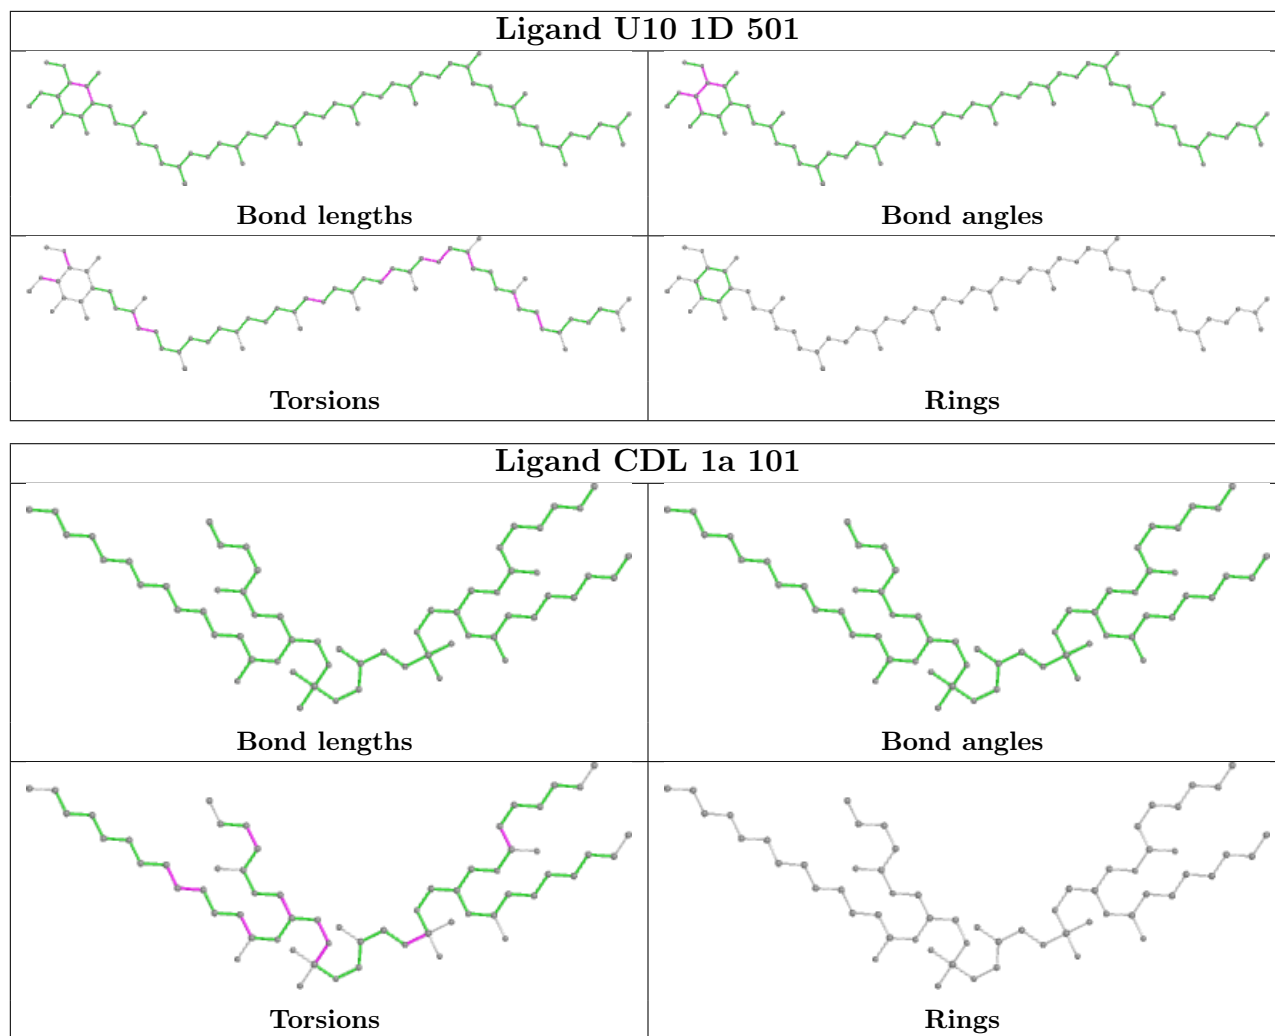 Ligand U10 1D 501
Bond lengths
Bond angles
Torsions
Rings
Ligand CDL 1a 101
Bond lengths
Bond angles
Torsions
Rings